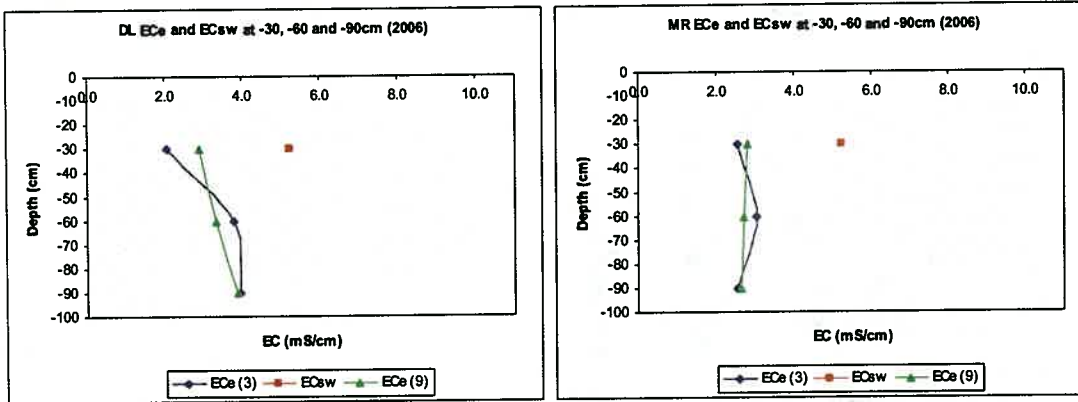 DL ECe and ECsw at -30, -60 and -90cm (2006)
0
0.0 2.0 4.0 6.0 8.0 10.0
-10
-20
-30
-40
-50
-60
-70
-80
-90
-100
Depth (cm)
EC (mS/cm)
ECe (3) ECsw ECe (9)
MR ECe and ECsw at -30, -60 and -90cm (2006)
0
0.0 2.0 4.0 6.0 8.0 10.0
-10
-20
-30
-40
-50
-60
-70
-80
-90
-100
Depth (cm)
EC (mS/cm)
ECe (3) ECsw ECe (9)